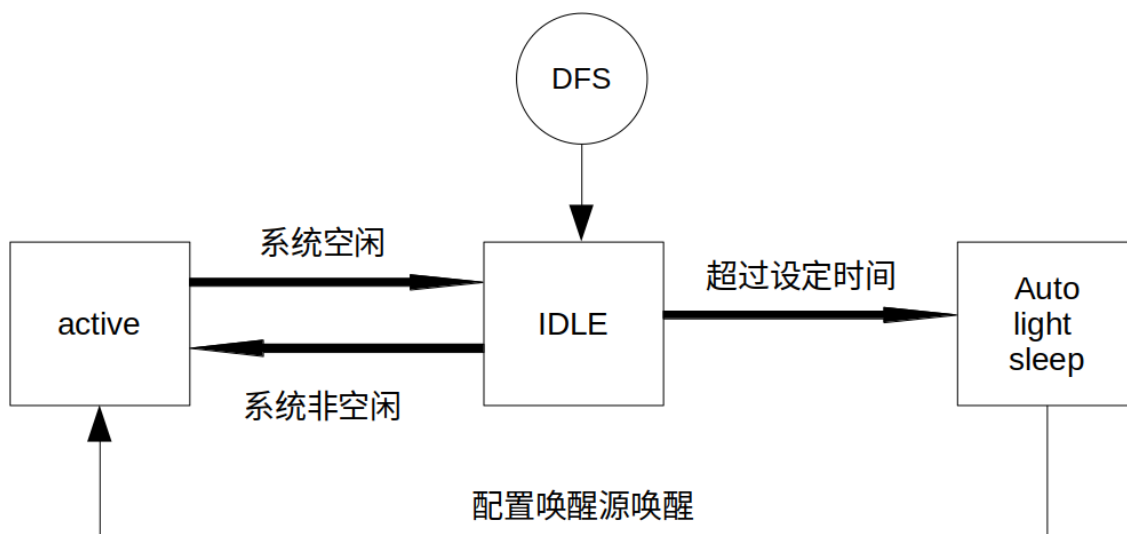 DFS
系统空闲
超过设定时间
active
IDLE
Auto
light
sleep
系统非空闲
配置唤醒源唤醒